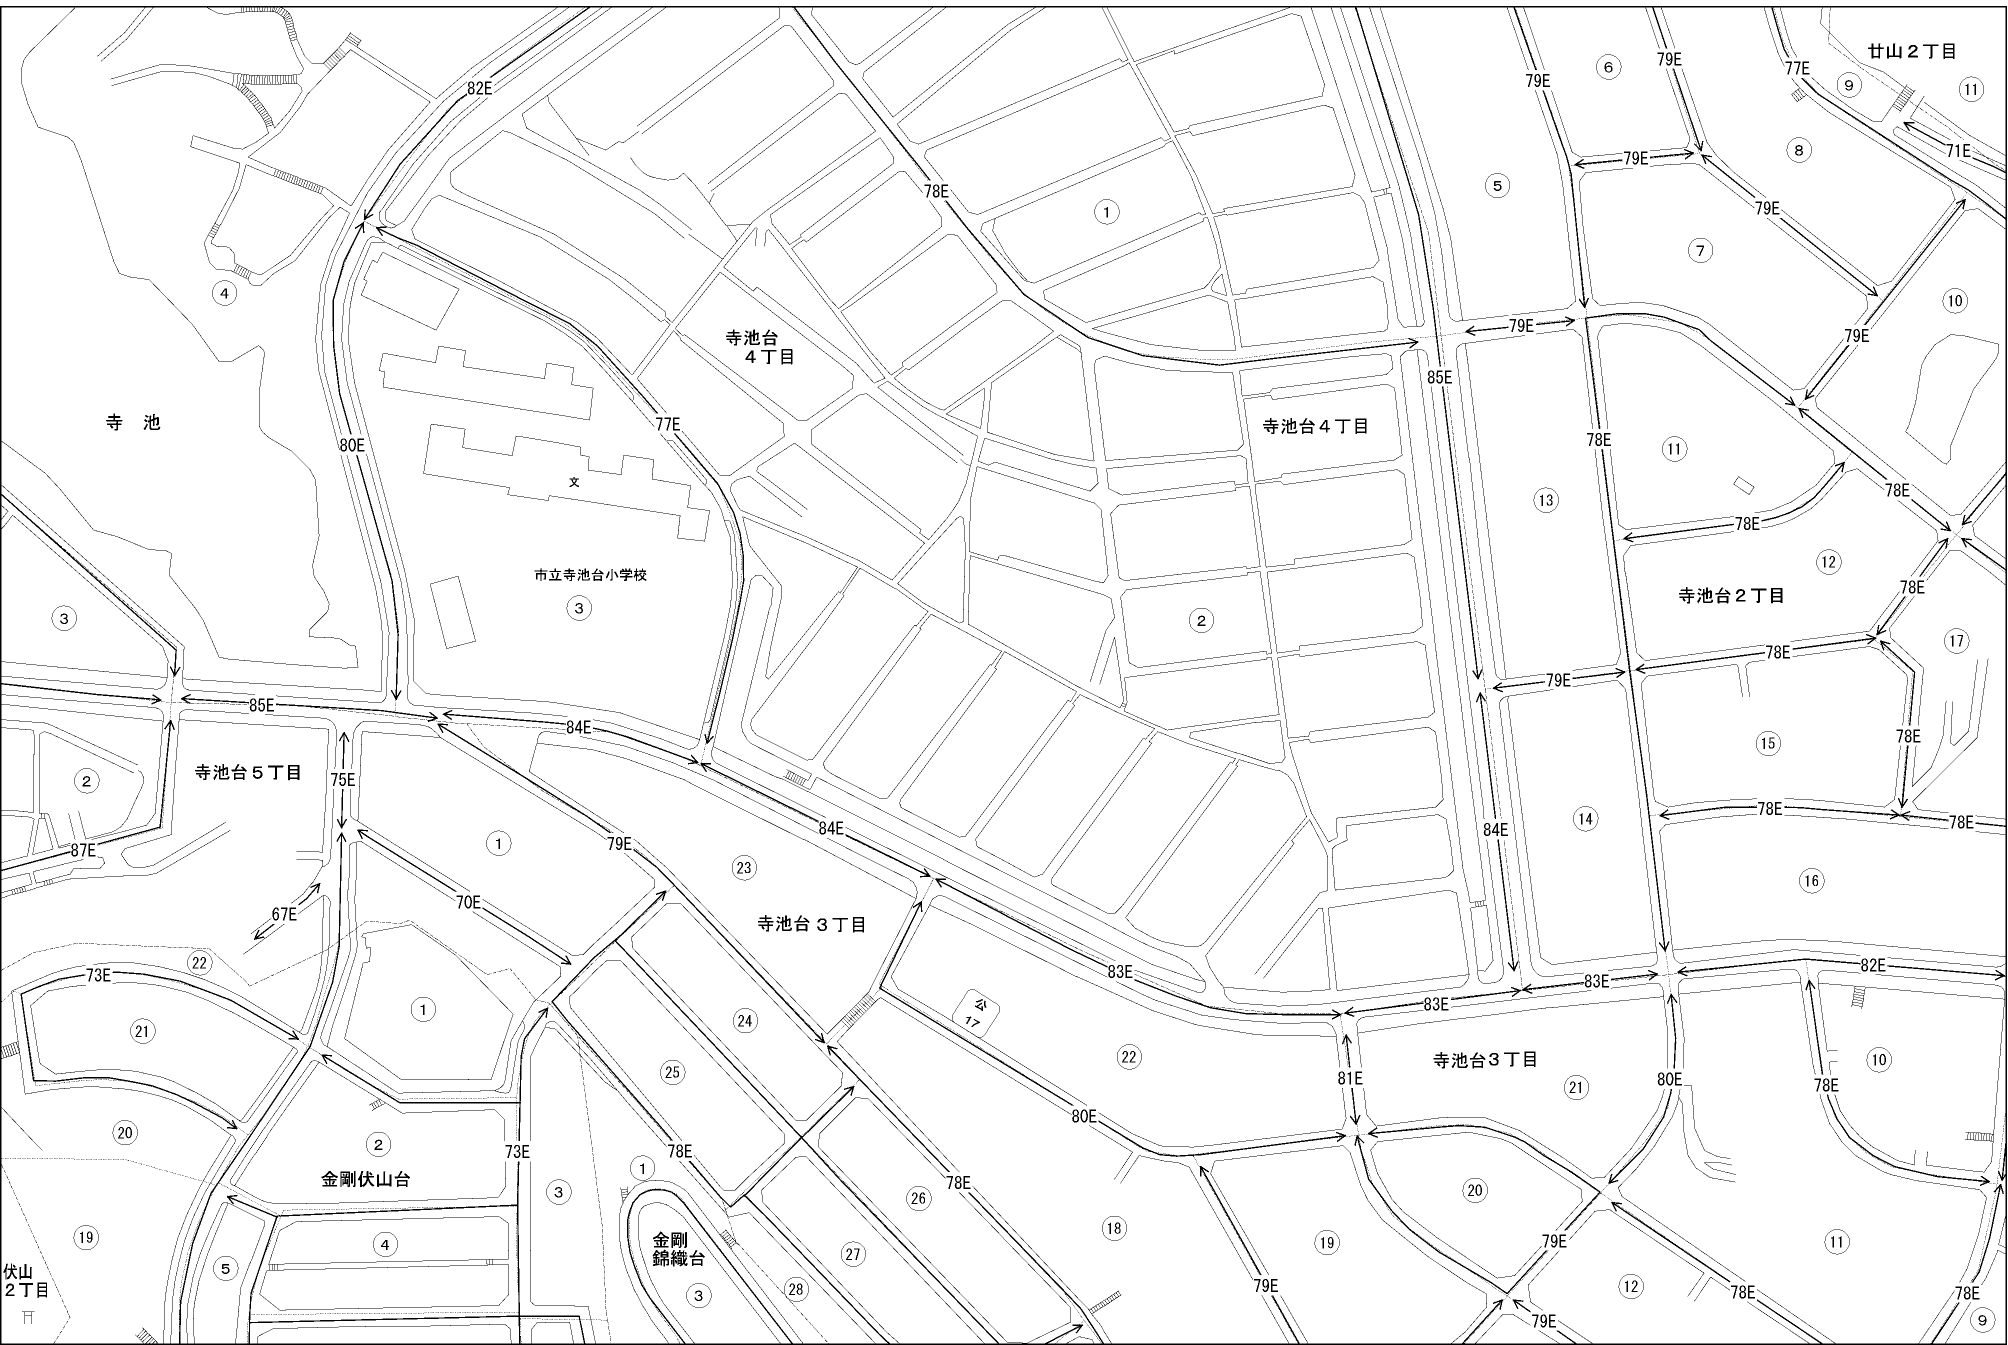 82E
79E
⑥
79E
77E
⑨
廿山２丁目
⑪
⑧
71E
79E
⑤
79E
78E
①
⑦
④
⑩
寺池台
４丁目
79E
79E
85E
寺　池
80E
77E
寺池台４丁目
78E
⑪
文
13
78E
78E
市立寺池台小学校
③
⑫
78E
寺池台２丁目
③
②
17
78E
79E
85E
84E
78E
15
寺池台５丁目
②
75E
78E
78E
84E
84E
14
87E
①
79E
23
16
70E
67E
寺池台３丁目
22
73E
83E
82E
83E
83E
公
17
①
21
24
22
寺池台３丁目
10
25
81E
80E
78E
21
80E
20
②
73E
78E
金剛伏山台
①
③
26
78E
20
19
④
金剛
錦織台
27
18
19
79E
11
⑤
伏山
２丁目
③
28
79E
12
78E
78E
79E
⑨